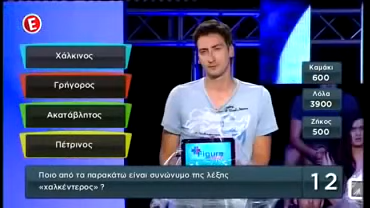 E
Χάλκινος
Γρήγορος
Ακατάβλητος
Πέτρινος
Καμάκι
600
Λόλα
3900
Ζήκος
500
Figure
Ποιο από τα παρακάτω είναι συνώνυμο της λέξης
«χαλκέντερος» ?
12